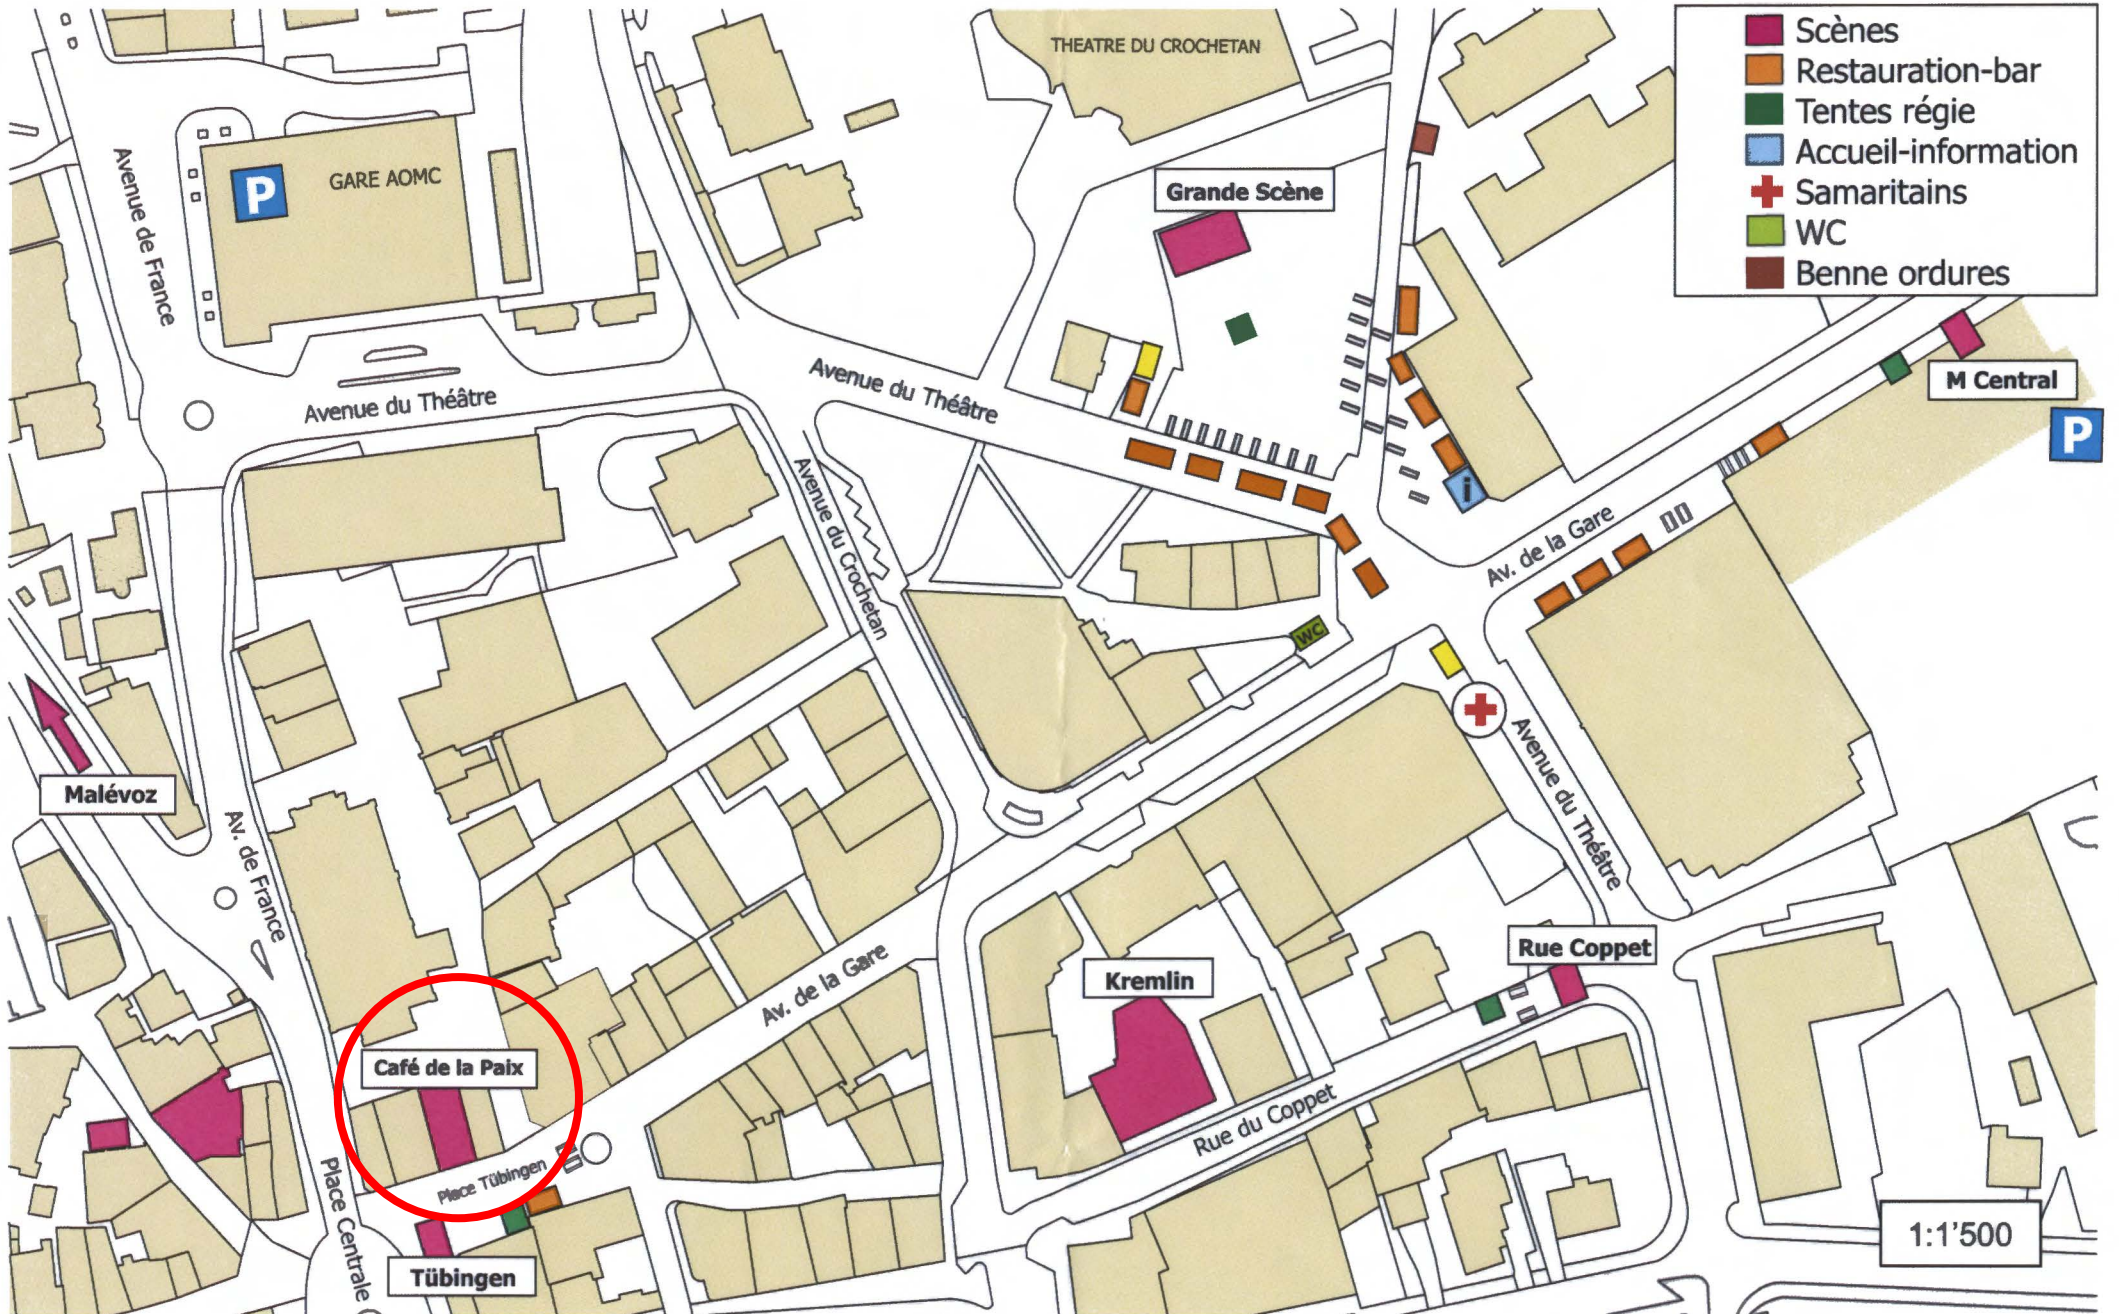 THEATRE DU CROCHETAN
Scènes
Restauration-bar
Tentes régie
Accueil-information
Samaritains
WC
Benne ordures
GARE AOMC
P
Avenue de France
Grande Scène
M Central
P
Avenue du Théâtre
Avenue du Théâtre
i
Avenue du Crochetan
Av. de la Gare
WC
Malévoz
Avenue du Théâtre
Av. de France
Rue Coppet
Kremlin
Av. de la Gare
Café de la Paix
Rue du Coppet
Place Tübingen
Place Centrale
Tübingen
1:1'500